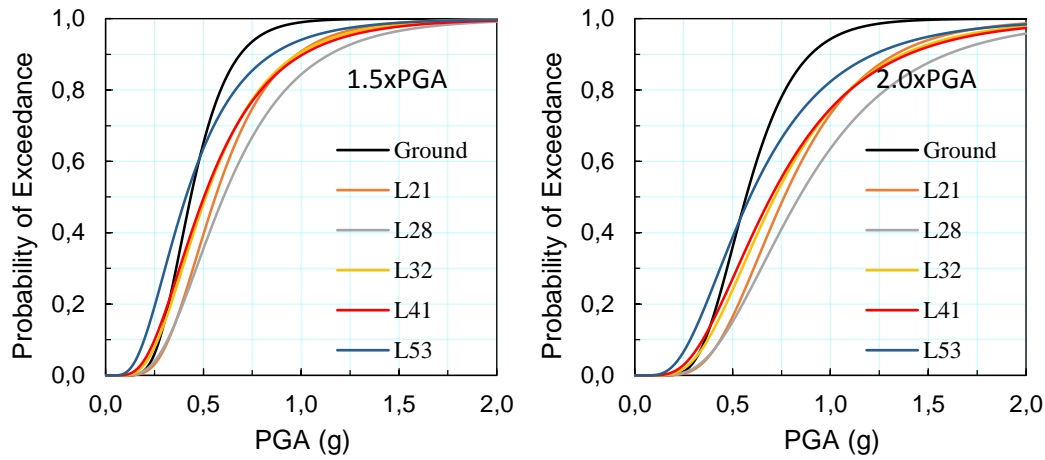 Probability of Exceedance
1,0
0,8
0,6
0,4
0,2
0,0
1.5xPGA
Ground
L21
L28
L32
L41
L53
0,0 0,5 1,0 1,5 2,0
PGA (g)
Probability of Exceedance
1,0
0,8
0,6
0,4
0,2
0,0
2.0xPGA
Ground
L21
L28
L32
L41
L53
0,0 0,5 1,0 1,5 2,0
PGA (g)